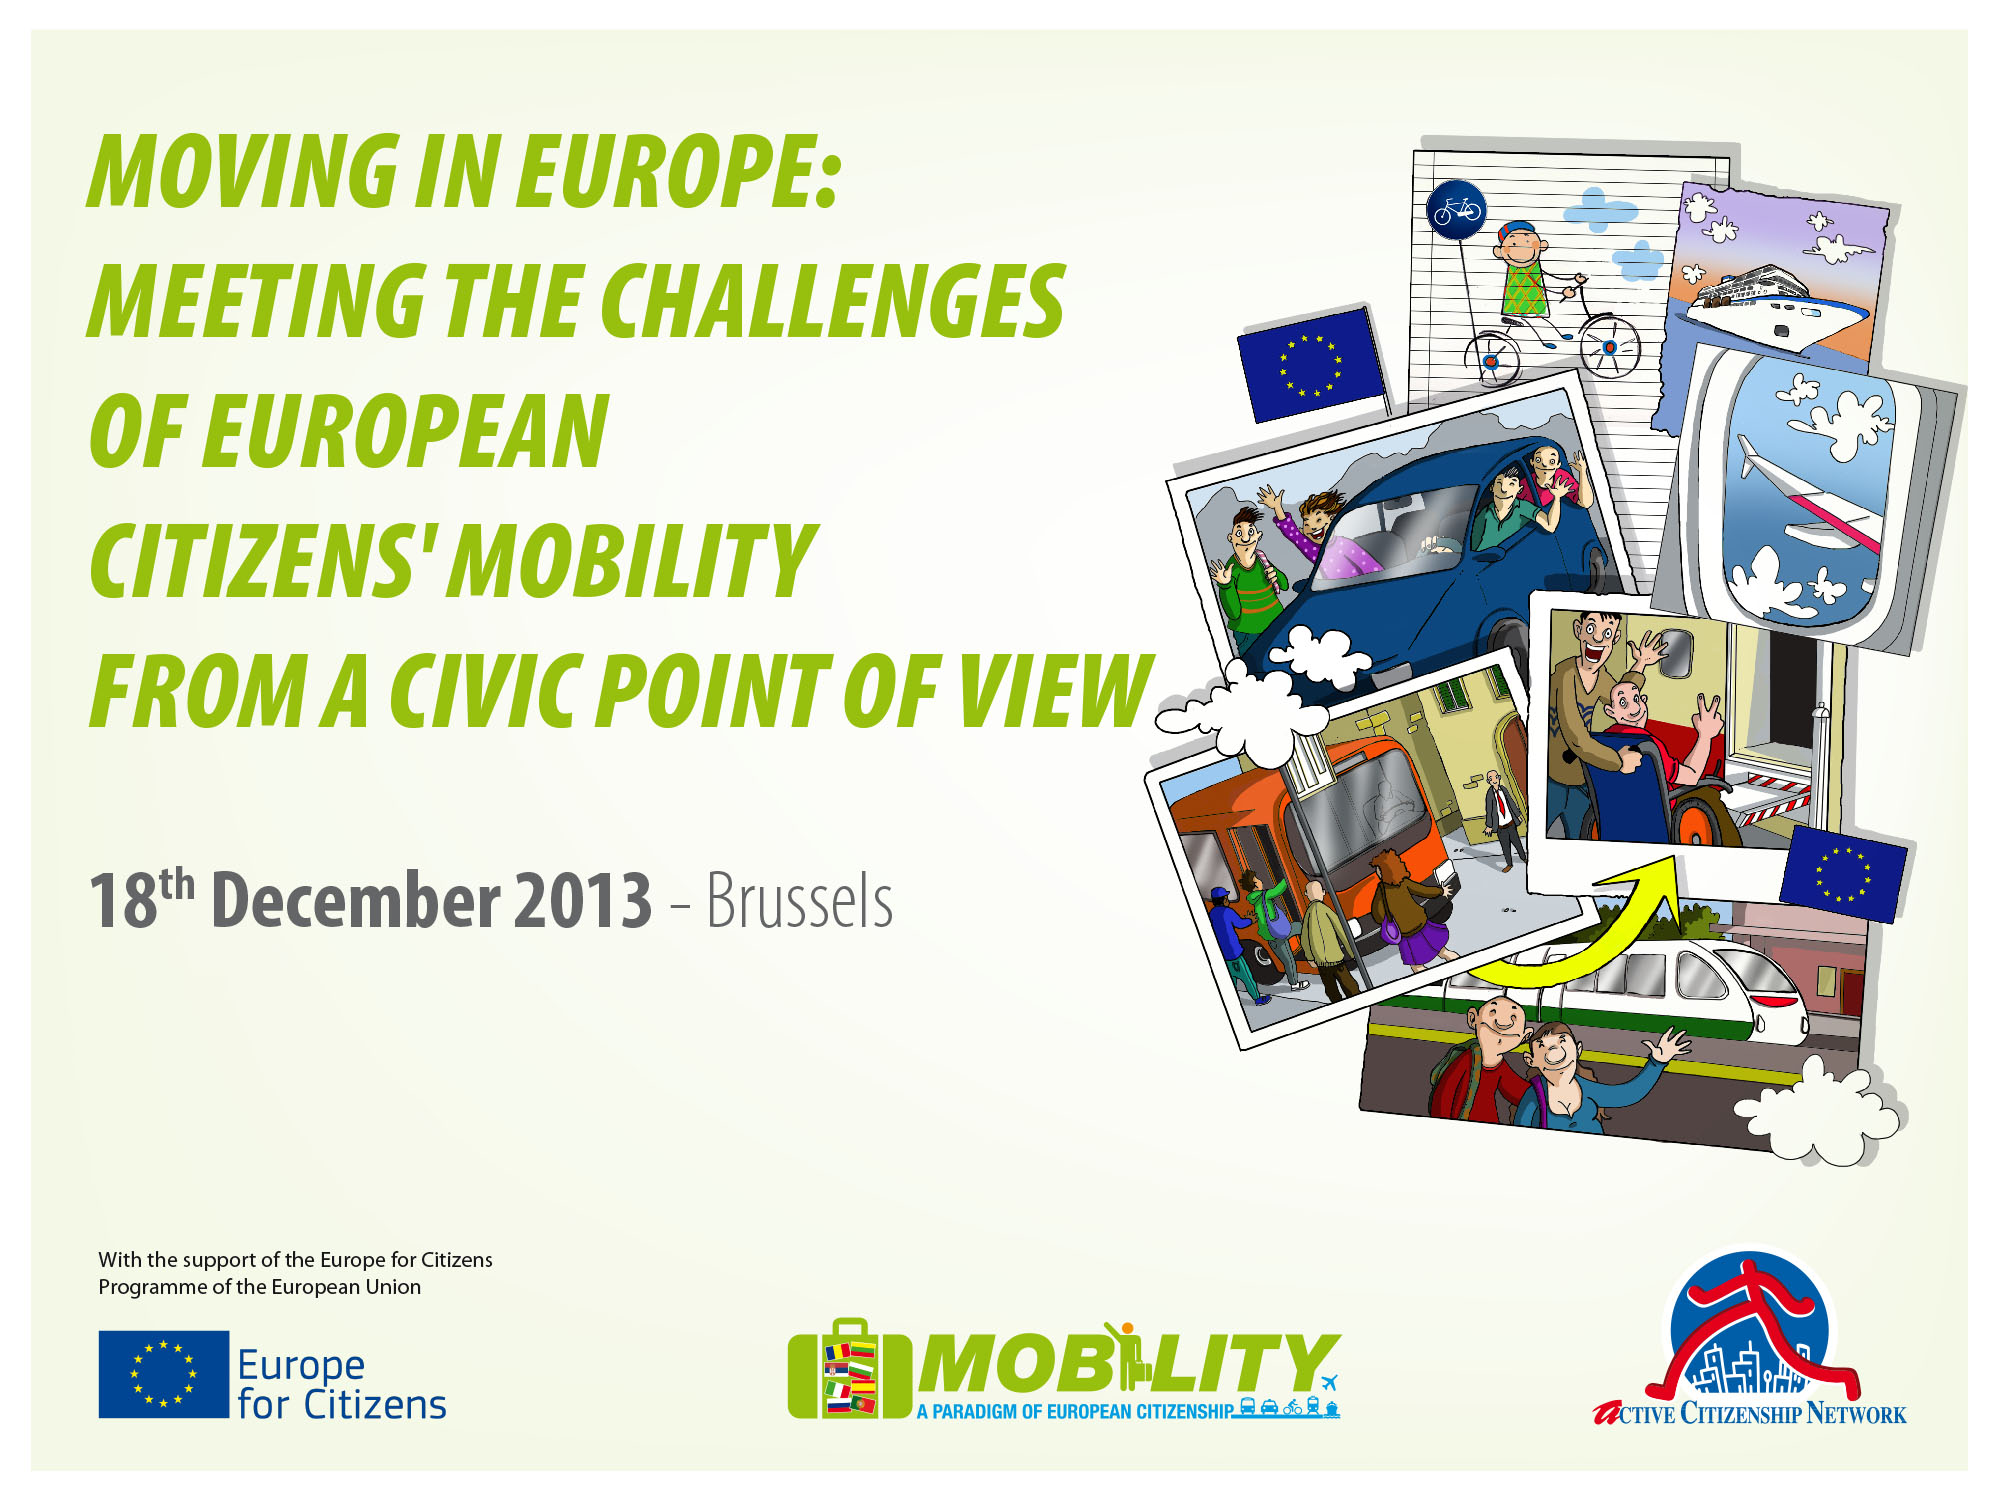 MOVING IN EUROPE:
MEETING THE CHALLENGES
OF EUROPEAN
CITIZENS' MOBILITY
FROM A CIVIC POINT OF VIEW
18th December 2013 - Brussels
With the support of the Europe for Citizens
Programme of the European Union
Europe
for Citizens
MOBILITY
A PARADIGM OF EUROPEAN CITIZENSHIP
ACTIVE CITIZENSHIP NETWORK